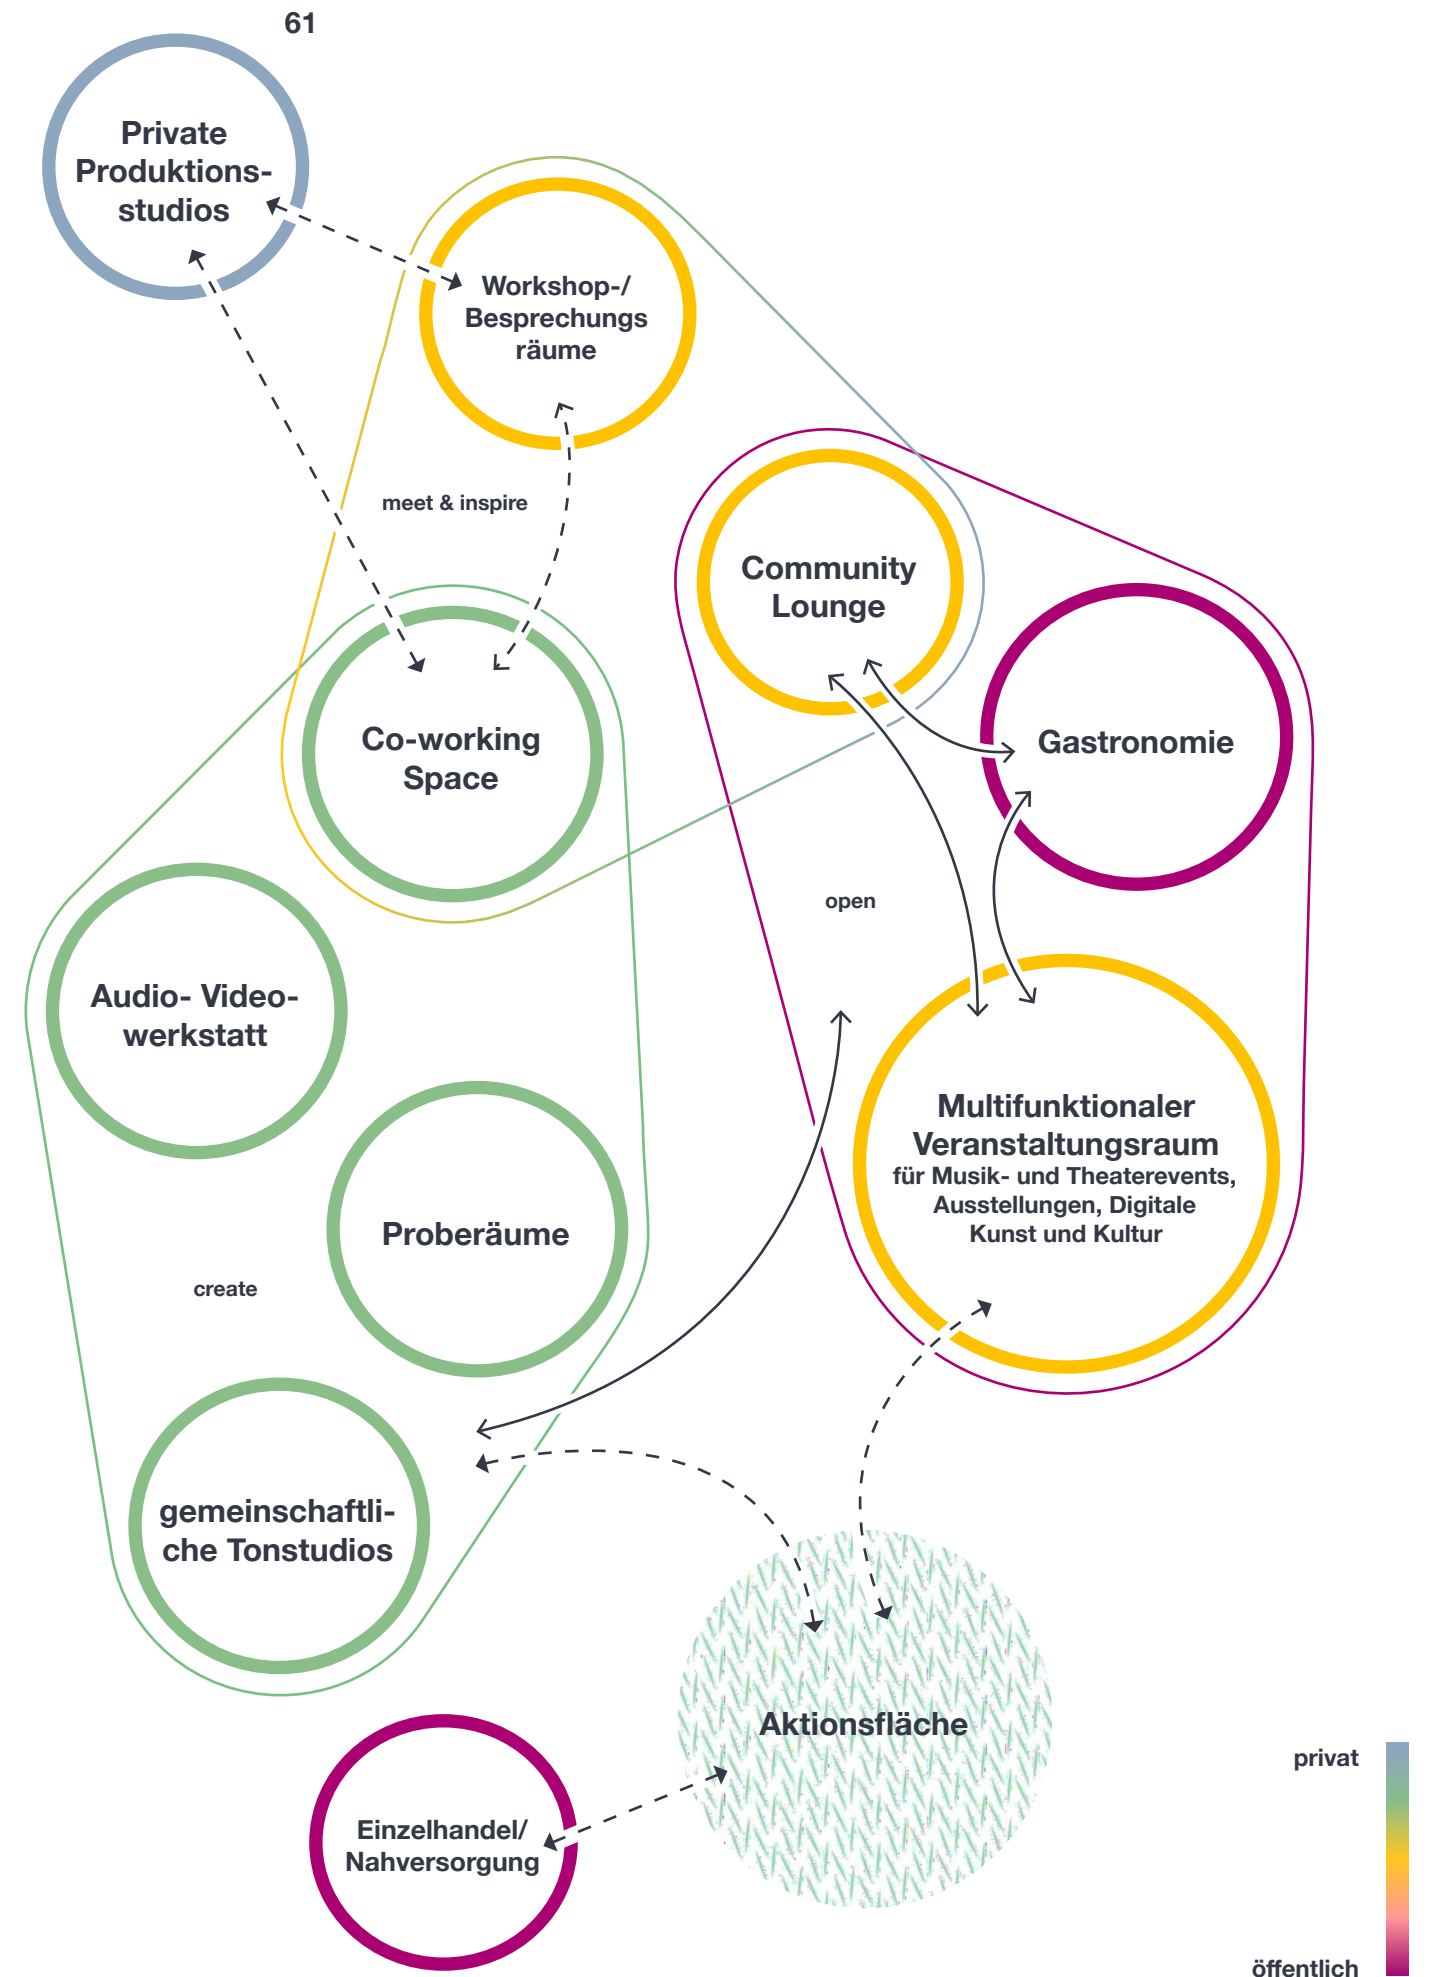 61
Private
Produktions-
studios
Workshop-/
Besprechungs
räume
meet & inspire
Community
Lounge
Gastronomie
Co-working
Space
open
Audio- Video-
werkstatt
Multifunktionaler
Veranstaltungsraum
für Musik- und Theaterevents,
Ausstellungen, Digitale
Kunst und Kultur
Proberäume
create
gemeinschaftli-
che Tonstudios
Aktionsfläche
Einzelhandel/
Nahversorgung
privat
öffentlich